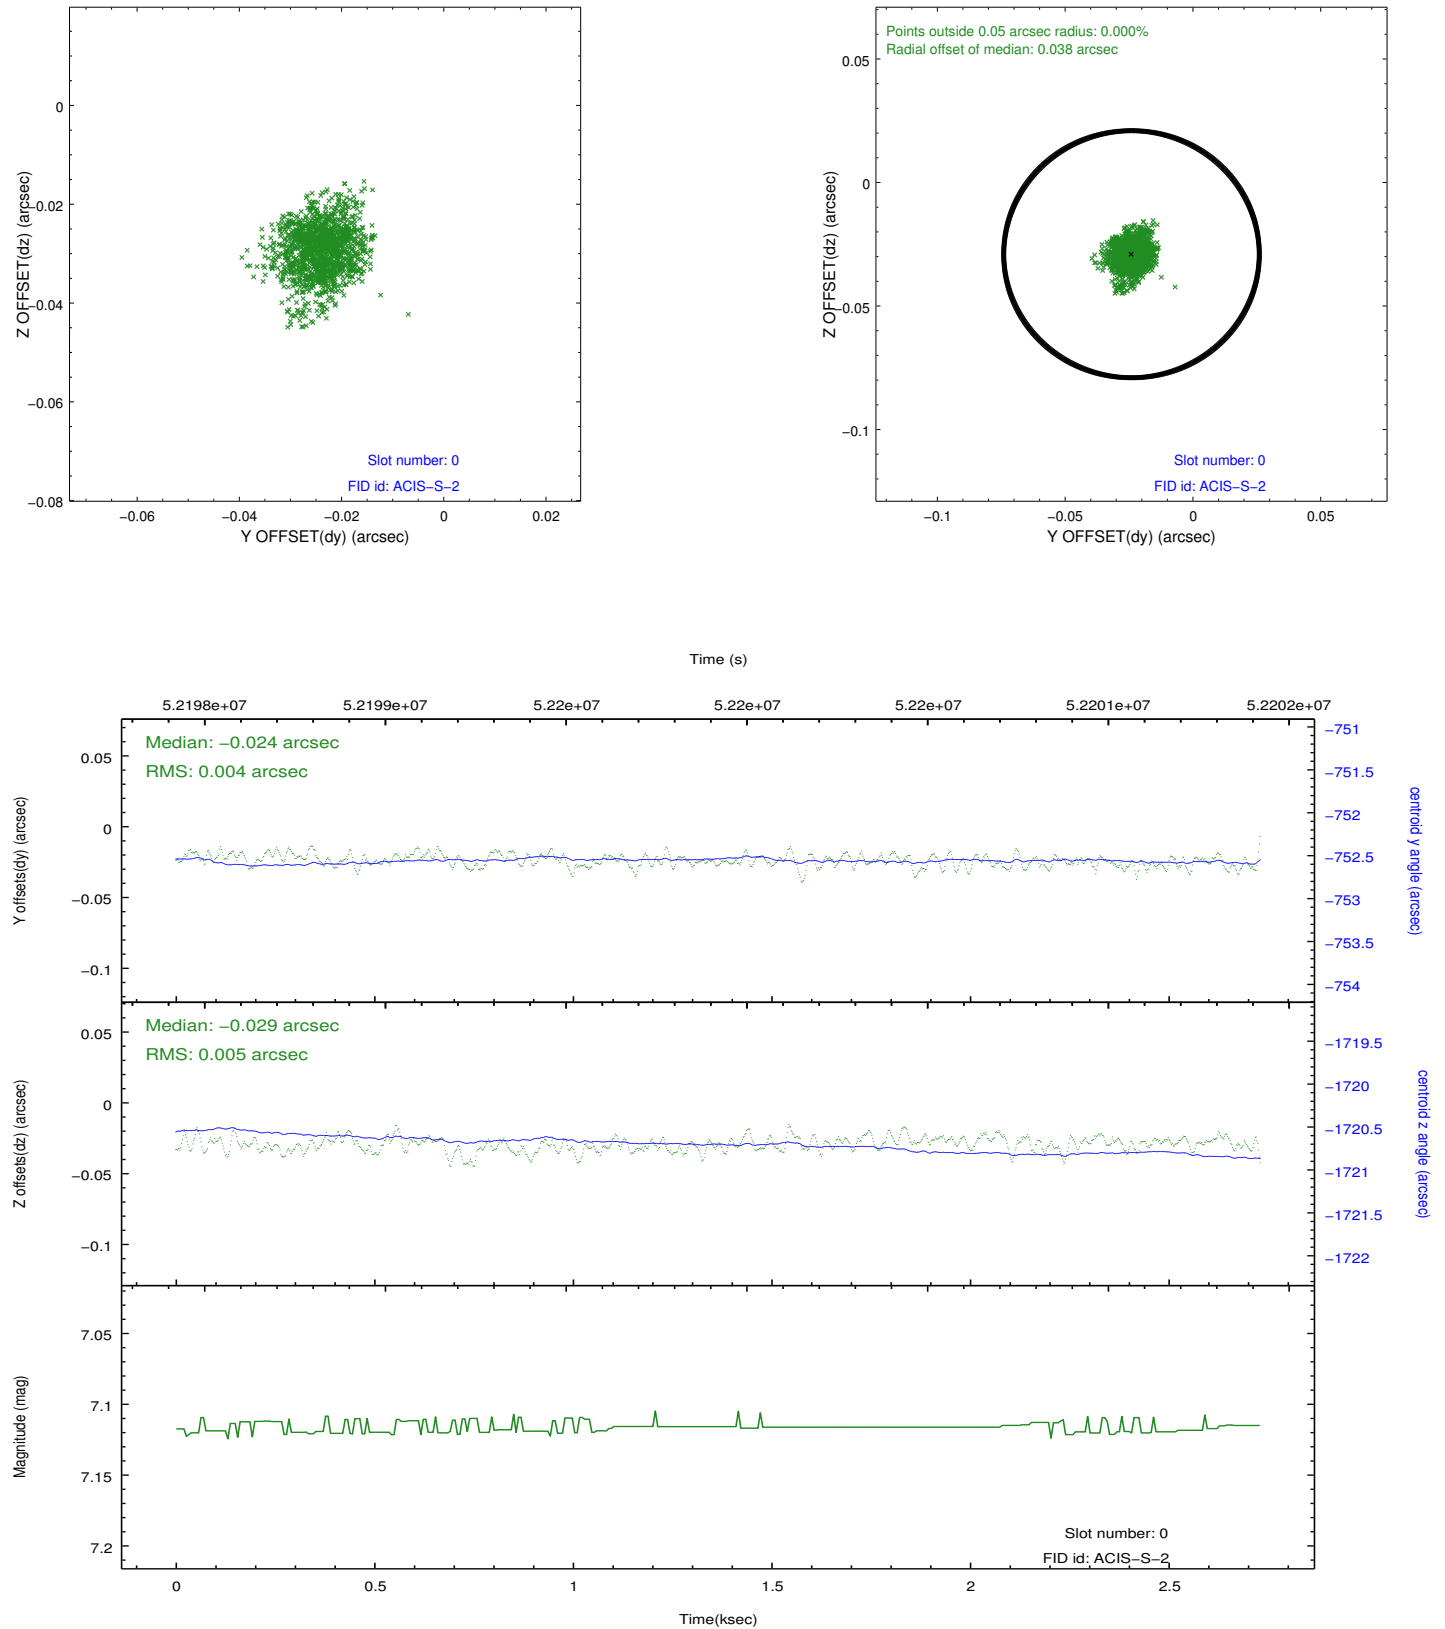 0
−0.02
−0.04
−0.06
−0.08
Z OFFSET(dz) (arcsec)
Slot number: 0
FID id: ACIS−S−2
−0.06
−0.04
−0.02
0
0.02
Y OFFSET(dy) (arcsec)
Points outside 0.05 arcsec radius: 0.000%
Radial offset of median: 0.038 arcsec
0.05
0
−0.05
−0.1
Z OFFSET(dz) (arcsec)
Slot number: 0
FID id: ACIS−S−2
−0.1
−0.05
0
0.05
Y OFFSET(dy) (arcsec)
Time (s)
5.2198e+07
5.2199e+07
5.22e+07
5.22e+07
5.22e+07
5.2201e+07
5.2202e+07
Median: −0.024 arcsec
RMS: 0.004 arcsec
0.05
0
−0.05
−0.1
Y offsets(dy) (arcsec)
−751
−751.5
−752
−752.5
−753
−753.5
−754
centroid y angle (arcsec)
Median: −0.029 arcsec
RMS: 0.005 arcsec
0.05
0
−0.05
−0.1
Z offsets(dz) (arcsec)
−1719.5
−1720
−1720.5
−1721
−1721.5
−1722
centroid z angle (arcsec)
7.05
7.1
7.15
7.2
Magnitude (mag)
Slot number: 0
FID id: ACIS−S−2
0
0.5
1
1.5
2
2.5
Time(ksec)